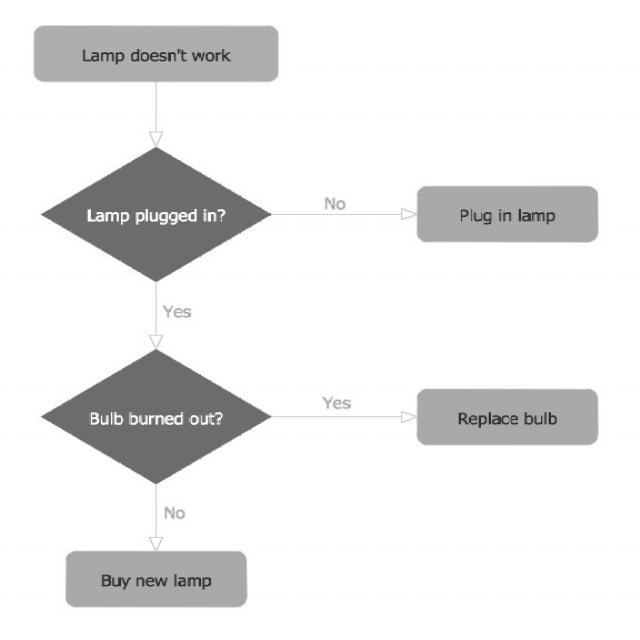 Lamp doesn't work
Lamp plugged in?
No
Plug in lamp
Yes
Bulb burned out?
Yes
Replace bulb
No
Buy new lamp